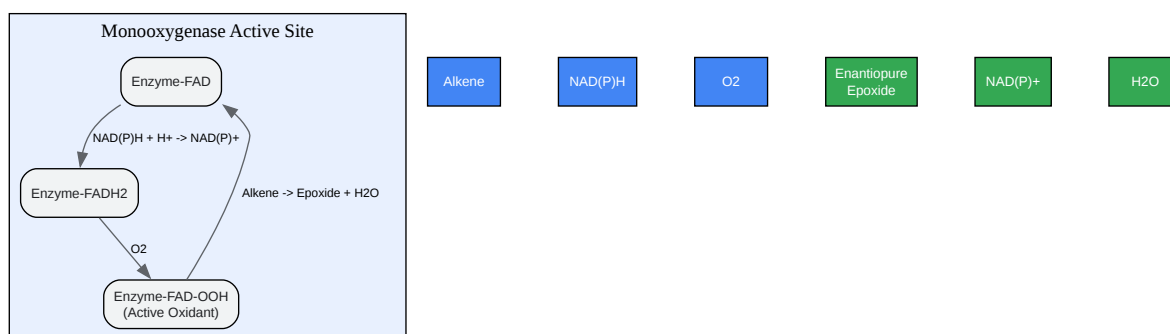 Monooxygenase Active Site
Enzyme-FAD
Alkene
NAD(P)H
O2
Enantiopure
Epoxide
NAD(P)+
H2O
NAD(P)H + H+ -> NAD(P)+
Enzyme-FADH2
Alkene -> Epoxide + H2O
O2
Enzyme-FAD-OOH
(Active Oxidant)